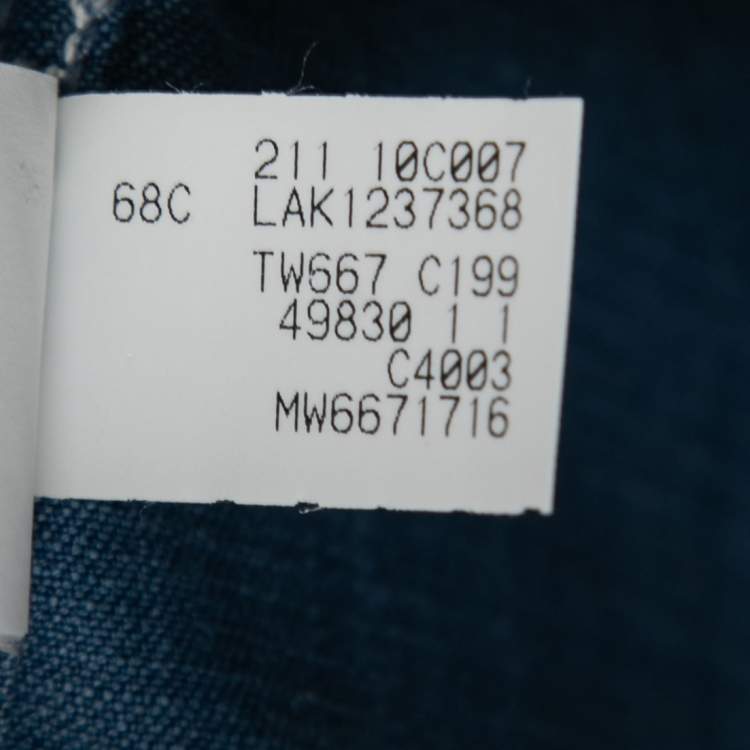 211 10C007
68C LAK1237368
TW667 C199
49830 1 1
C4003
MW6671716